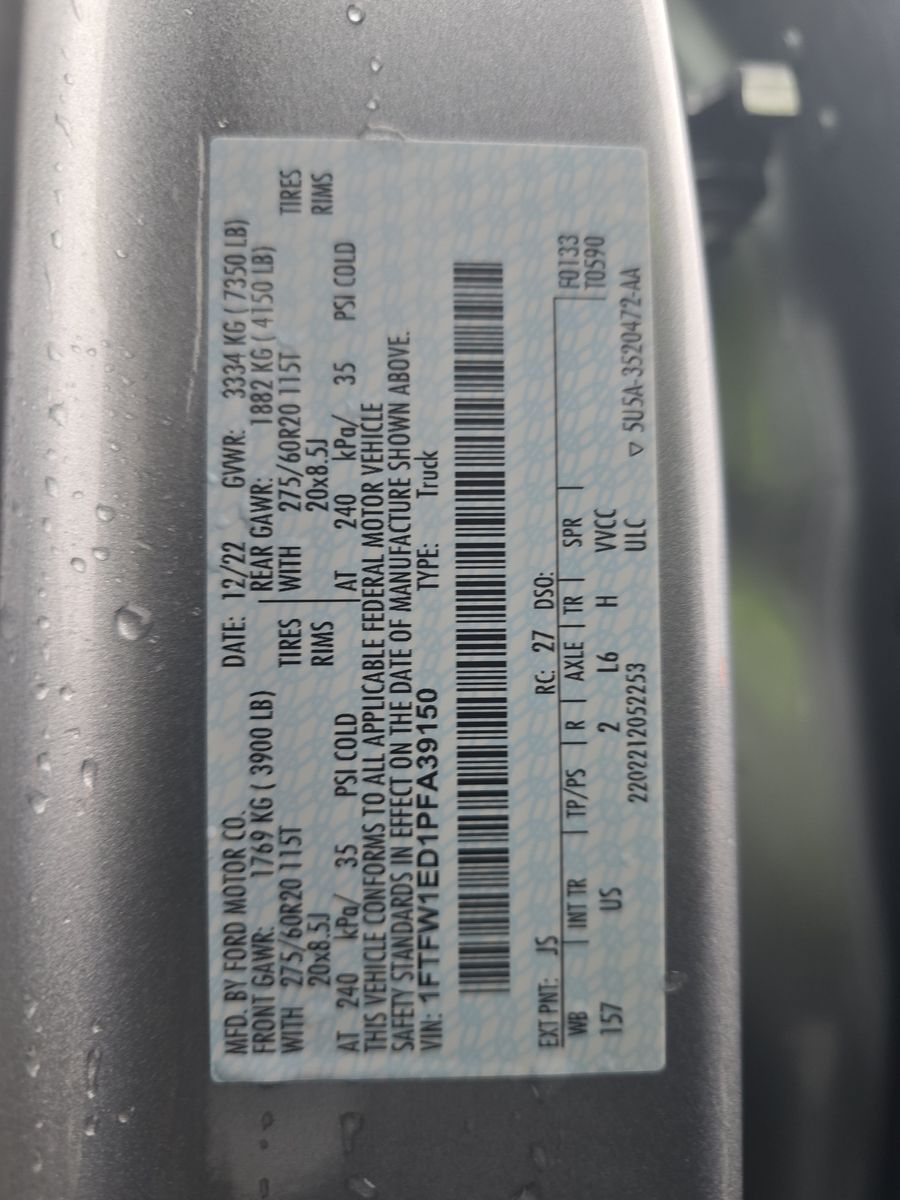 MFD. BY FORD MOTOR CO. DATE: 12/22 GVWR: 3334 KG ( 7350 LB)
FRONT GAWR: 1769 KG ( 3900 LB) REAR GAWR: 1882 KG ( 4150 LB)
WITH 275/60R20 115T TIRES WITH 275/60R20 115T TIRES
20x8.5J RIMS 20x8.5J RIMS
AT 240 kPa/ 35 PSI COLD AT 240 kPa/ 35 PSI COLD
THIS VEHICLE CONFORMS TO ALL APPLICABLE FEDERAL MOTOR VEHICLE
SAFETY STANDARDS IN EFFECT ON THE DATE OF MANUFACTURE SHOWN ABOVE.
VIN: 1FTFW1ED1PFA39150 TYPE: Truck
EXT PNT: JS RC: 27 DSO: F0133
WB INT TR TP/PS R AXLE TR SPR T0590
157 US 2 L6 H VVCC
2202212052253 ULC ▽ 5U5A-3520472-AA